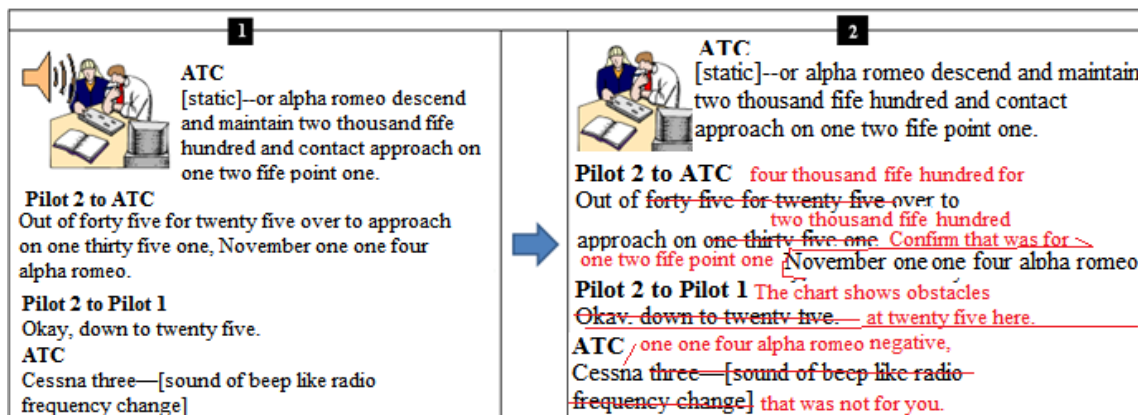 1
ATC
[static]--or alpha romeo descend
and maintain two thousand fife
hundred and contact approach on
one two fife point one.
Pilot 2 to ATC
Out of forty five for twenty five over to approach
on one thirty five one, November one one four
alpha romeo.
Pilot 2 to Pilot 1
Okay, down to twenty five.
ATC
Cessna three—[sound of beep like radio
frequency change]
2
ATC
[static]--or alpha romeo descend and maintain
two thousand fife hundred and contact
approach on one two fife point one.
Pilot 2 to ATC four thousand fife hundred for
Out of forty five for twenty five over to
two thousand fife hundred
approach on one thirty five one. Confirm that was for
one two fife point one November one one four alpha romeo
Pilot 2 to Pilot 1 The chart shows obstacles
Okay, down to twenty five. at twenty five here.
ATC one one four alpha romeo negative,
Cessna three—[sound of beep like radio
frequency change] that was not for you.